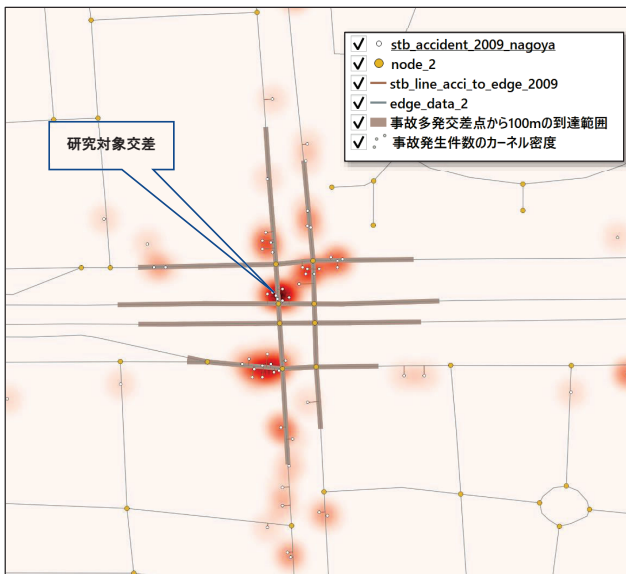 stb_accident_2009_nagoya
node_2
stb_line_acci_to_edge_2009
edge_data_2
事故多発交差点から100mの到達範囲
事故発生件数のカーネル密度
研究対象交差